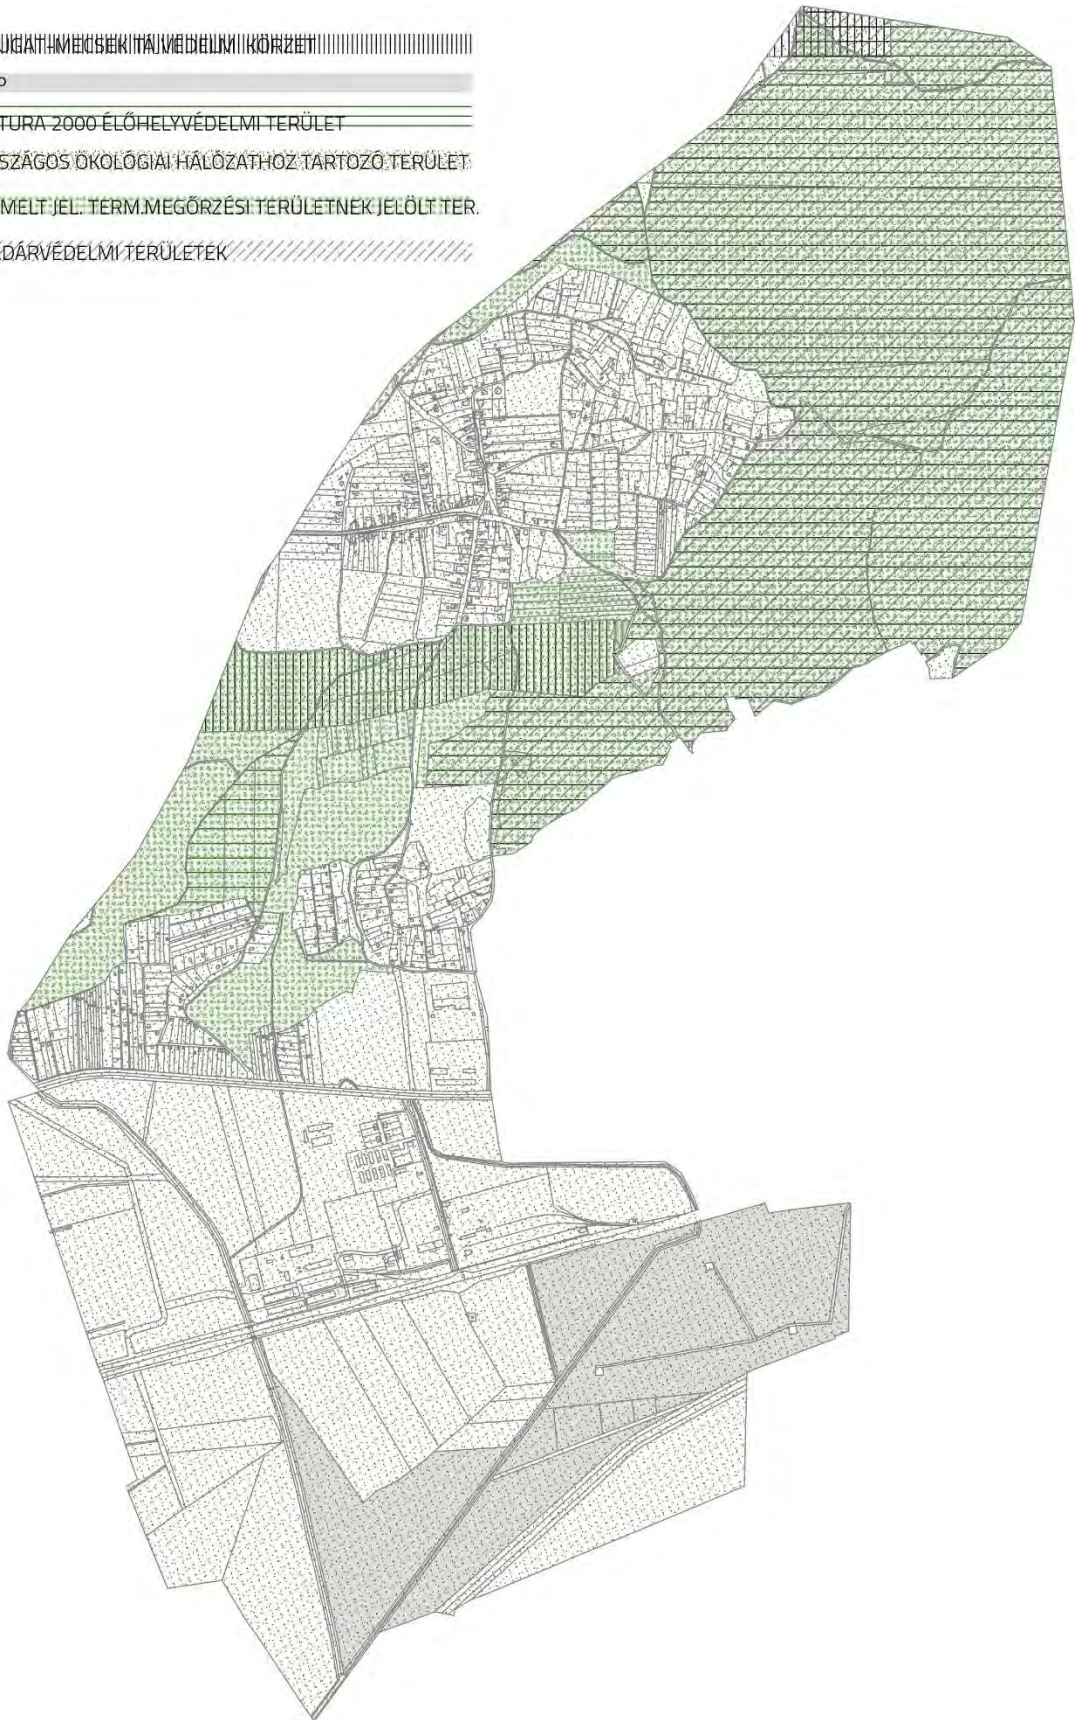 UGAT-MECSEK TÁJVÉDELMI KÖRZET
TURA 2000 ÉLŐHELYVÉDELMI TERÜLET
SZÁGOS ÖKOLÓGIAI HÁLÓZATHOZ TARTOZÓ TERÜLET
MELT JEL. TERM.MEGŐRZÉSI TERÜLETNEK JELÖLT TER.
DÁRVÉDELMI TERÜLETEK